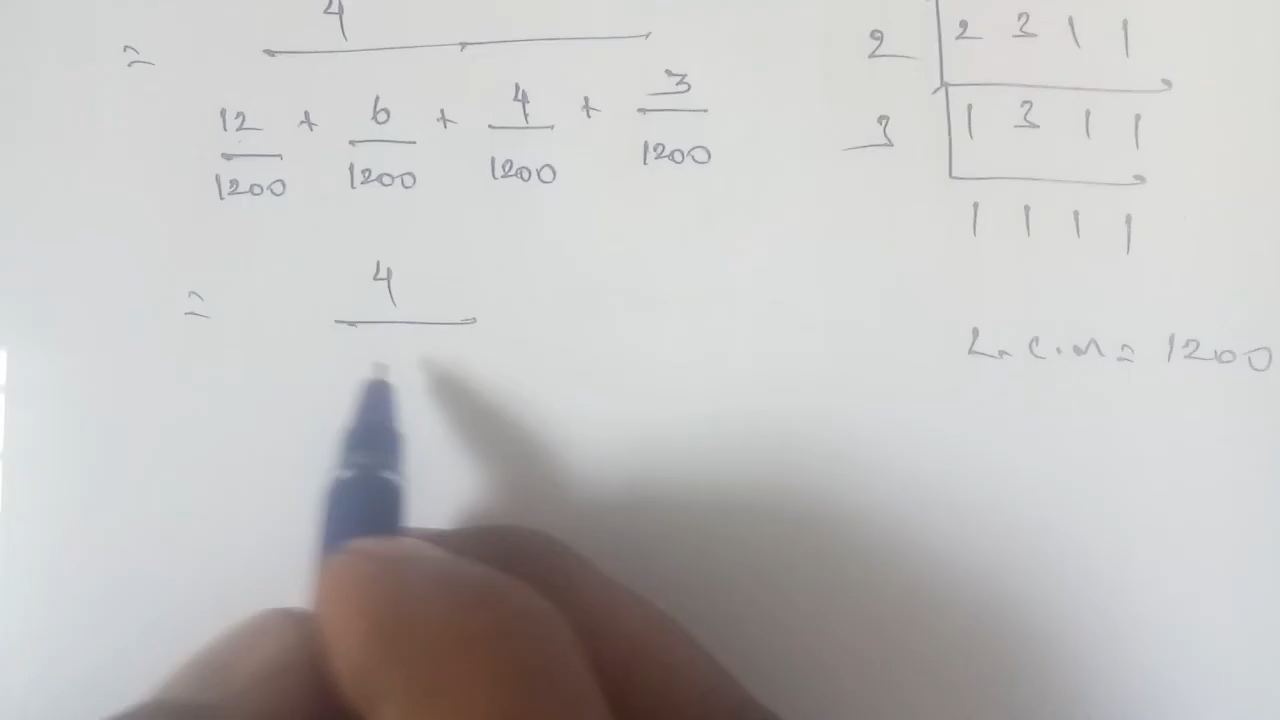 4
= 12/1200 + 6/1200 + 4/1200 + 3/1200
= 4
2 | 2 3 1 1
3 | 1 3 1 1
1 1 1 1
L.C.M = 1200